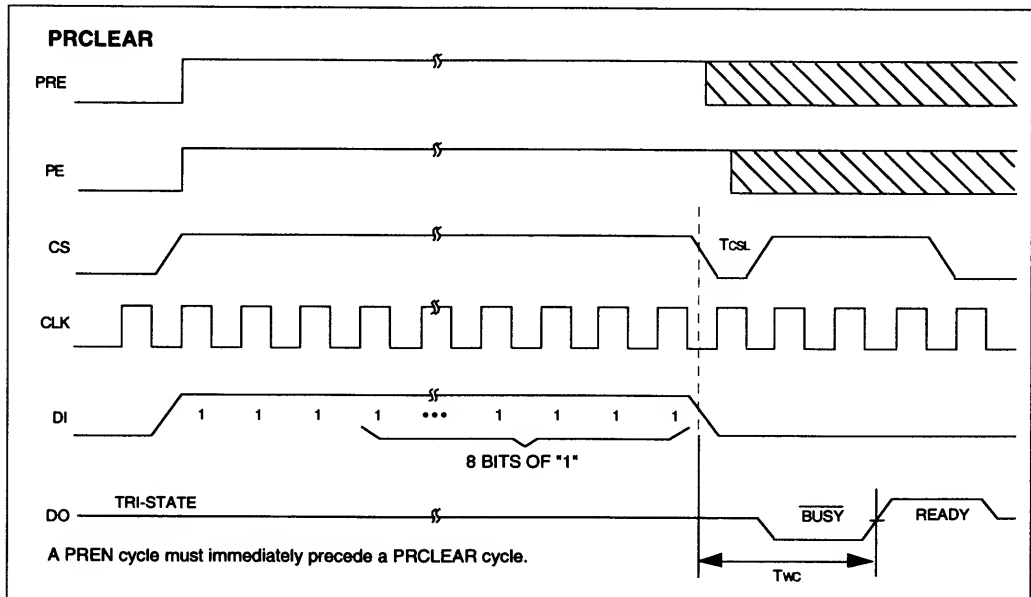 PRCLEAR
PRE
PE
CS
TCSL
CLK
DI
1 1 1 1 ••• 1 1 1 1
8 BITS OF "1"
TRI-STATE
DO
BUSY
READY
A PREN cycle must immediately precede a PRCLEAR cycle.
TWC